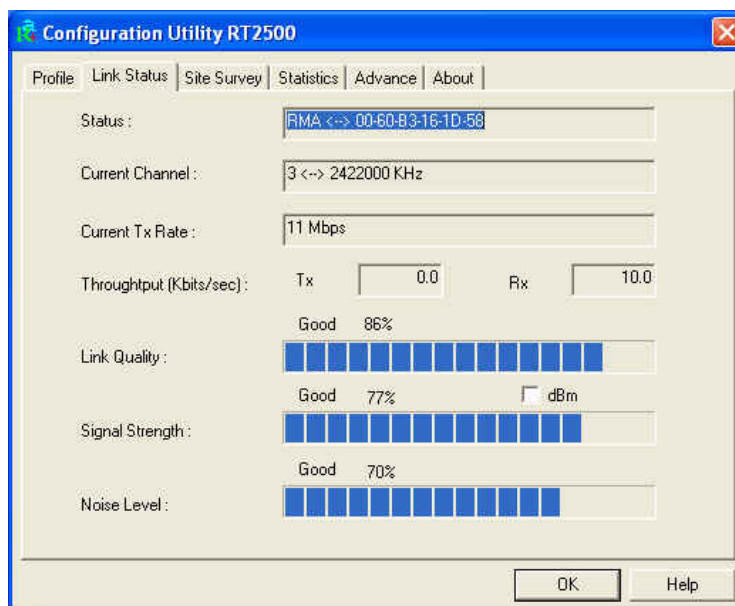 Configuration Utility RT2500
Profile Link Status Site Survey Statistics Advance About
Status : RMA <--> 00-60-B3-16-1D-58
Current Channel : 3 <--> 2422000 KHz
Current Tx Rate : 11 Mbps
Throughtput (Kbits/sec) : Tx 0.0 Rx 10.0
Good 86%
Link Quality :
Good 77% dBm
Signal Strength :
Good 70%
Noise Level :
OK Help